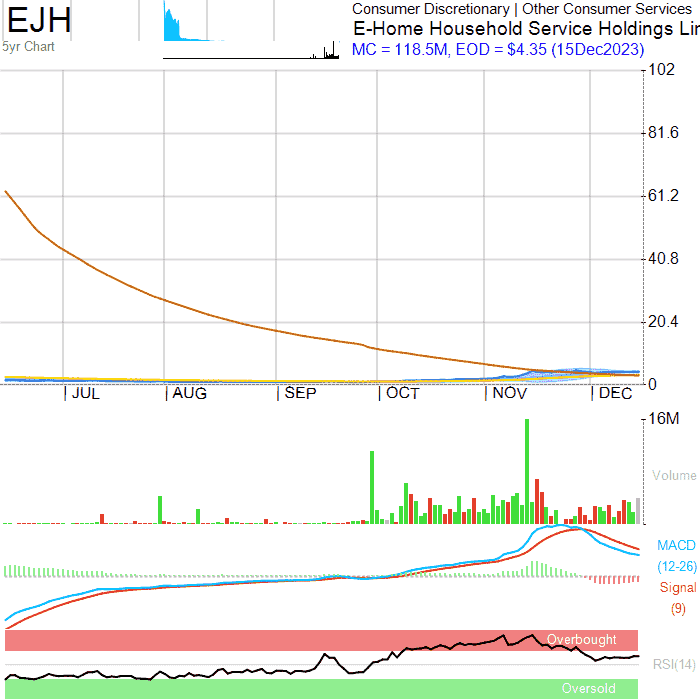 EJH
5yr Chart
Consumer Discretionary | Other Consumer Services
E-Home Household Service Holdings Lir
MC = 118.5M, EOD = $4.35 (15Dec2023)
102
81.6
61.2
40.8
20.4
0
JUL AUG SEP OCT NOV DEC
16M
Volume
MACD
(12-26)
Signal
(9)
Overbought
RSI(14)
Oversold